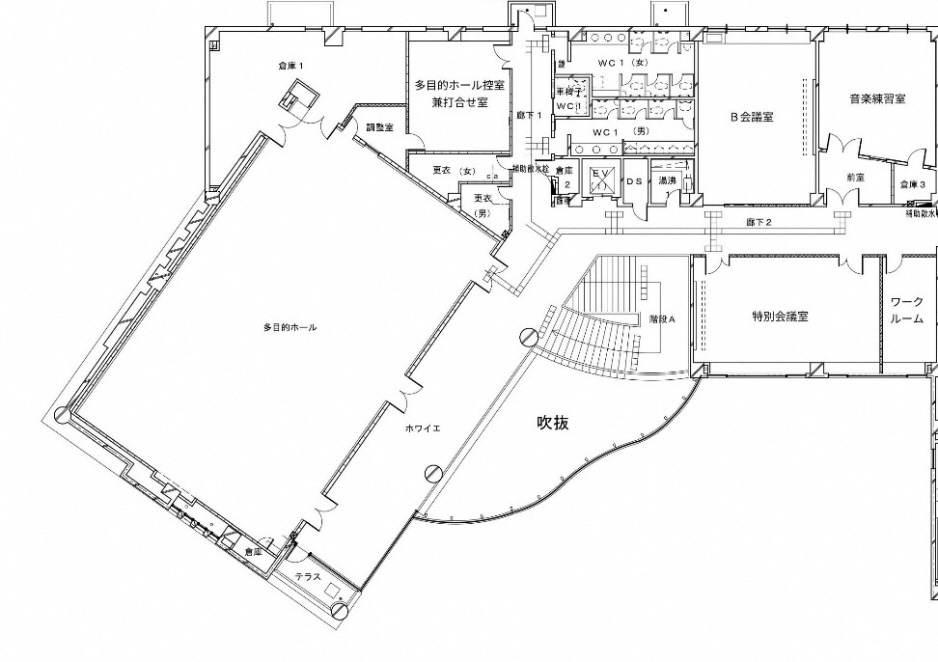 倉庫１
多目的ホール控室
兼打合せ室
調整室
更衣（女）
更衣
（男）
廊下１
補助散水栓
ＷＣ１（女）
車椅子
ＷＣ１
ＷＣ１（男）
倉庫
２
ＥＶ
（１）
ＤＳ
湯沸
１
Ｂ会議室
音楽練習室
前室
倉庫３
補助散水
廊下２
多目的ホール
階段Ａ
特別会議室
ワーク
ルーム
吹抜
ホワイエ
倉庫
テラス